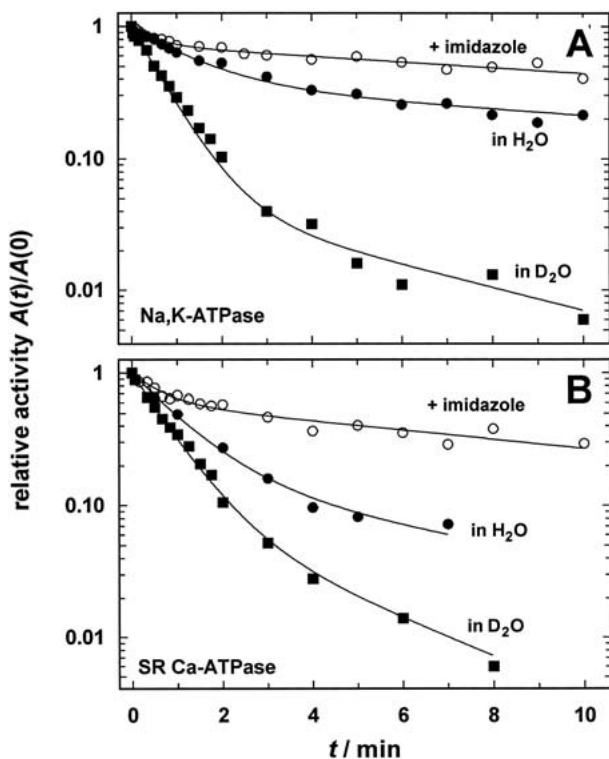 relative activity A(t)/A(0)
A
1
0.10
0.01
+ imidazole
in H₂O
in D₂O
Na,K-ATPase
B
1
0.10
0.01
+ imidazole
in H₂O
in D₂O
SR Ca-ATPase
0 2 4 6 8 10
t / min